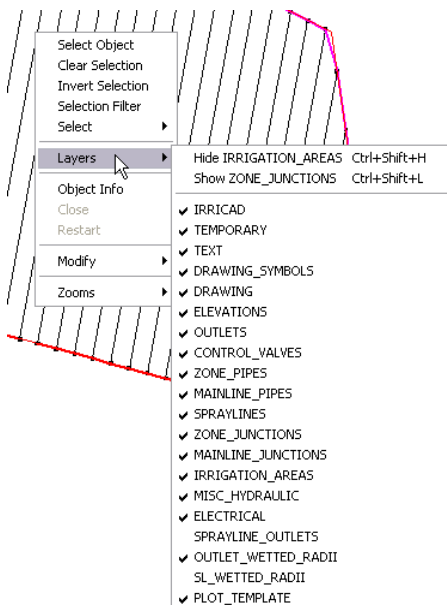 Select Object
Clear Selection
Invert Selection
Selection Filter
Select
Layers
Object Info
Close
Restart
Modify
Zooms
Hide IRRIGATION_AREAS Ctrl+Shift+H
Show ZONE_JUNCTIONS Ctrl+Shift+L
IRRICAD
TEMPORARY
TEXT
DRAWING_SYMBOLS
DRAWING
ELEVATIONS
OUTLETS
CONTROL_VALVES
ZONE_PIPES
MAINLINE_PIPES
SPRAYLINES
ZONE_JUNCTIONS
MAINLINE_JUNCTIONS
IRRIGATION_AREAS
MISC_HYDRAULIC
ELECTRICAL
SPRAYLINE_OUTLETS
OUTLET_WETTED_RADII
SL_WETTED_RADII
PLOT_TEMPLATE